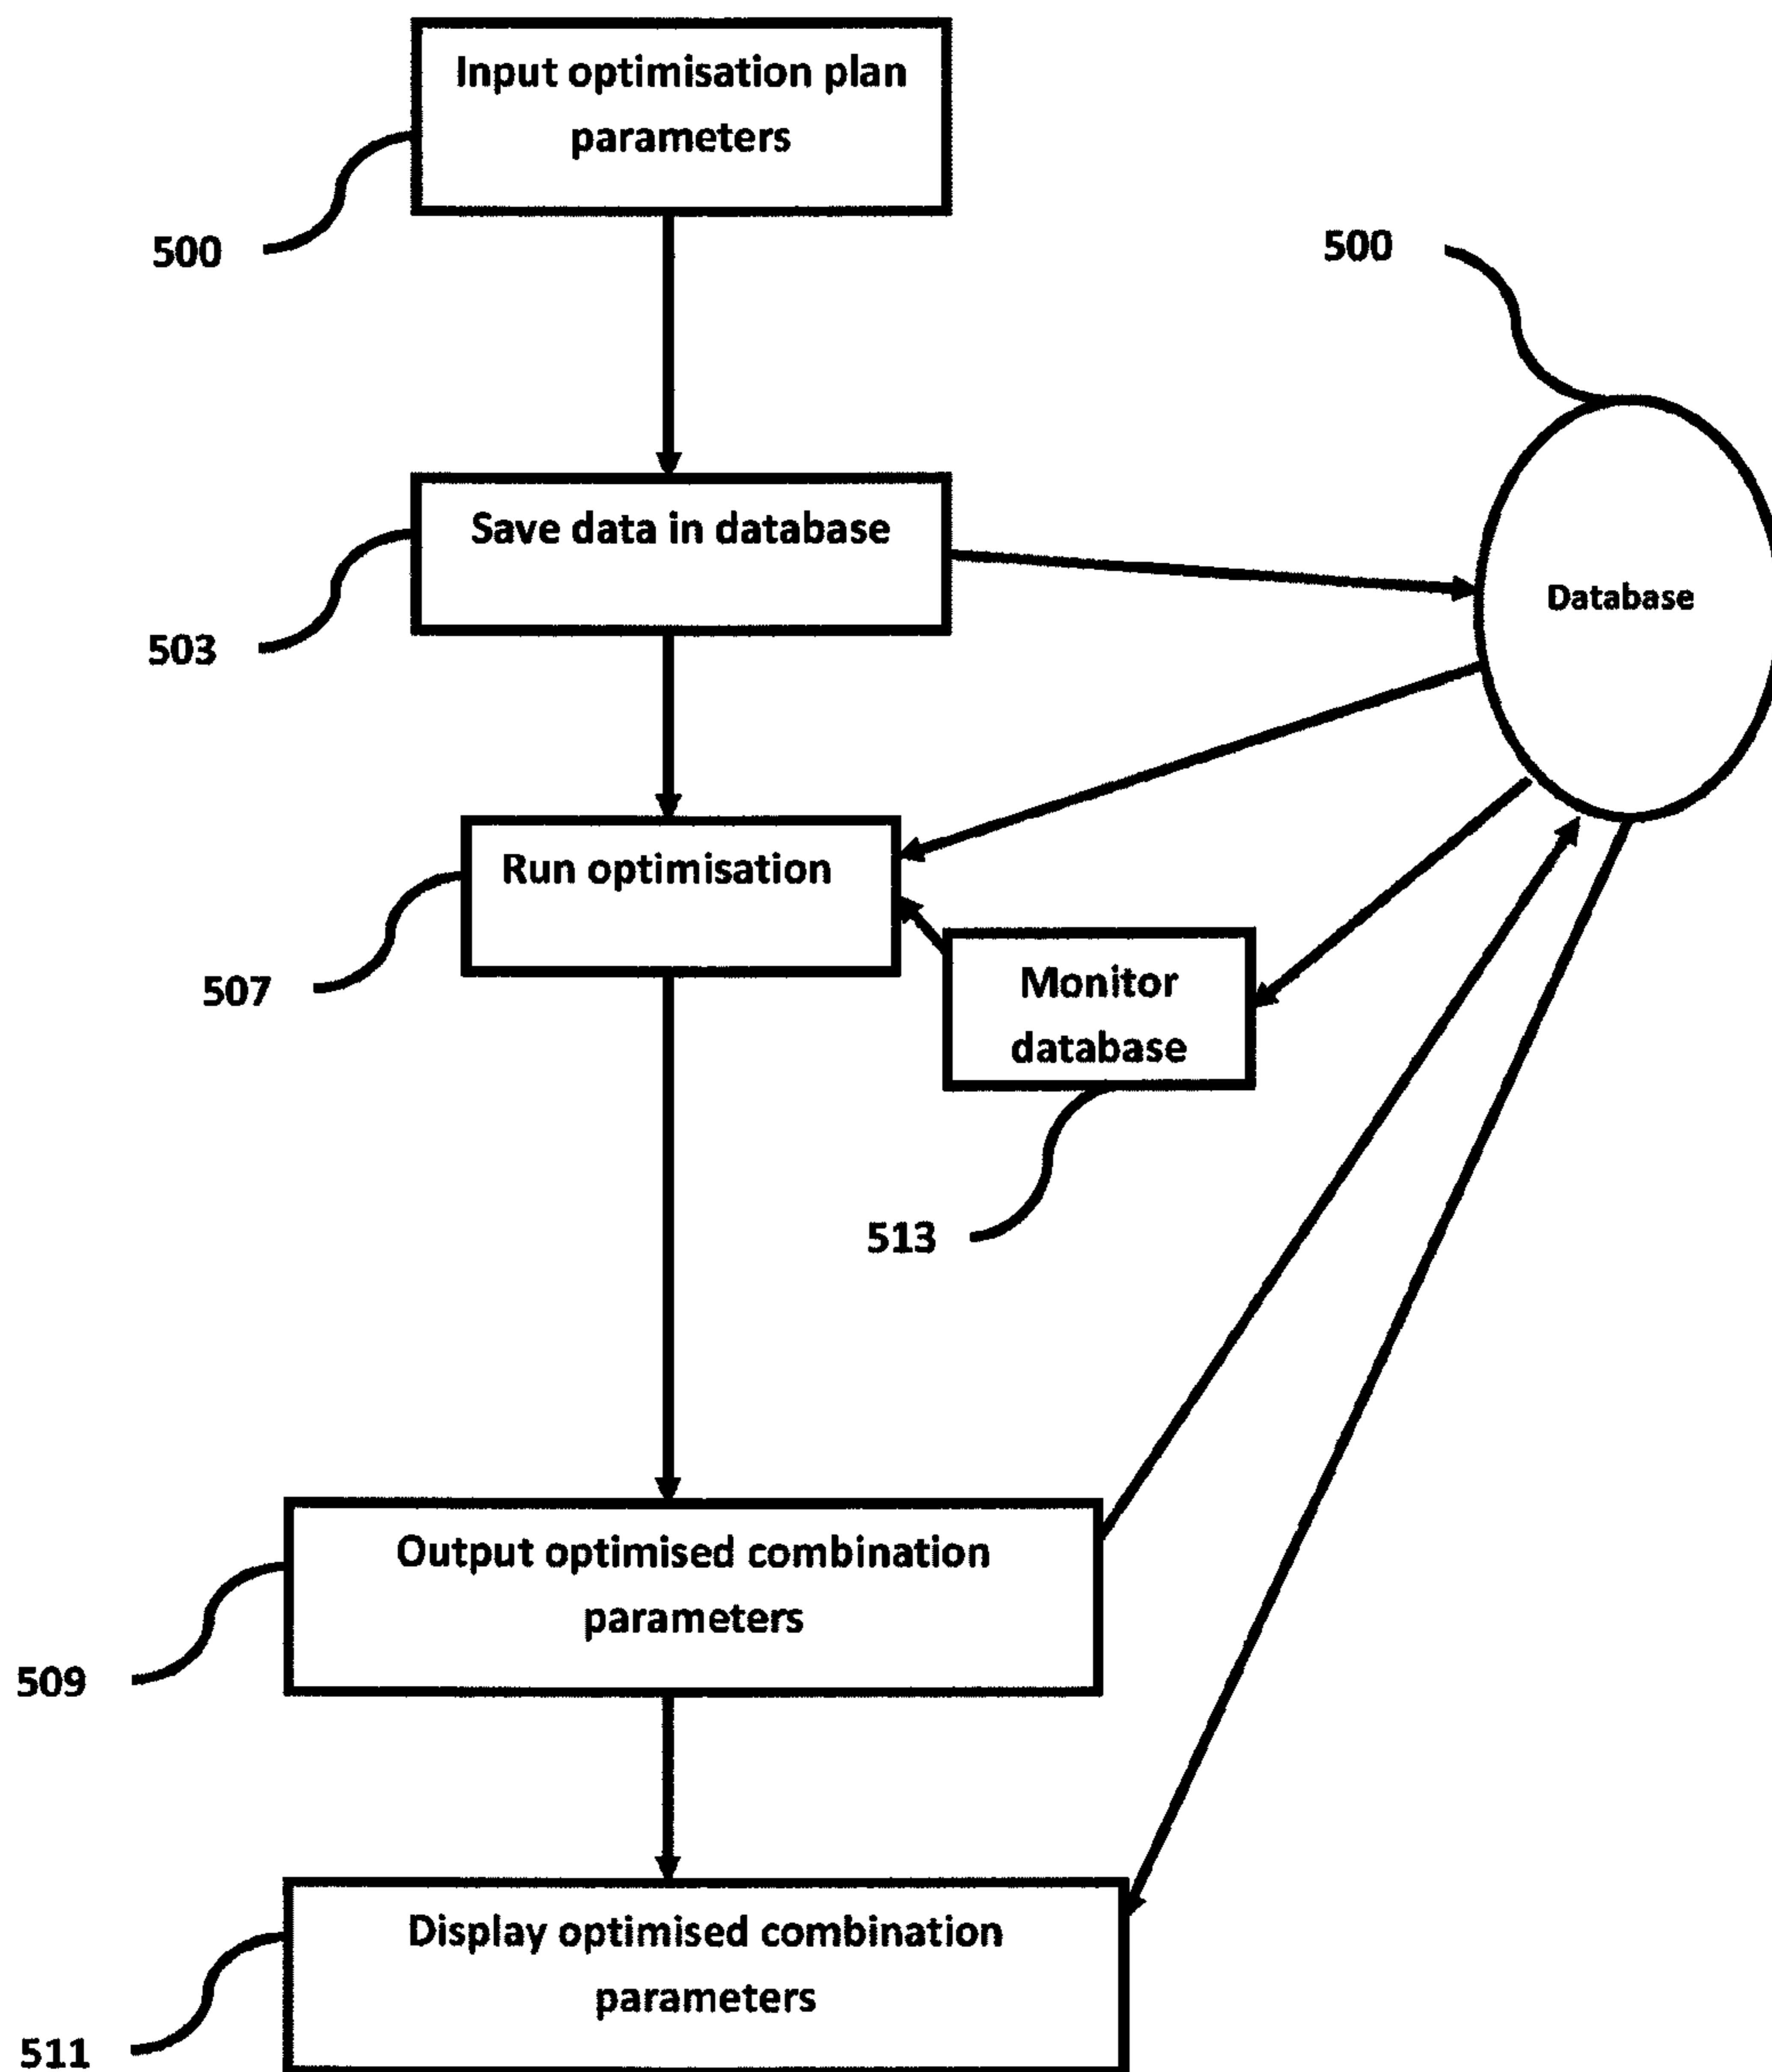 Input optimisation plan
parameters
500
500
Save data in database
Database
503
Run optimisation
507
Monitor
database
513
Output optimised combination
parameters
509
Display optimised combination
parameters
511